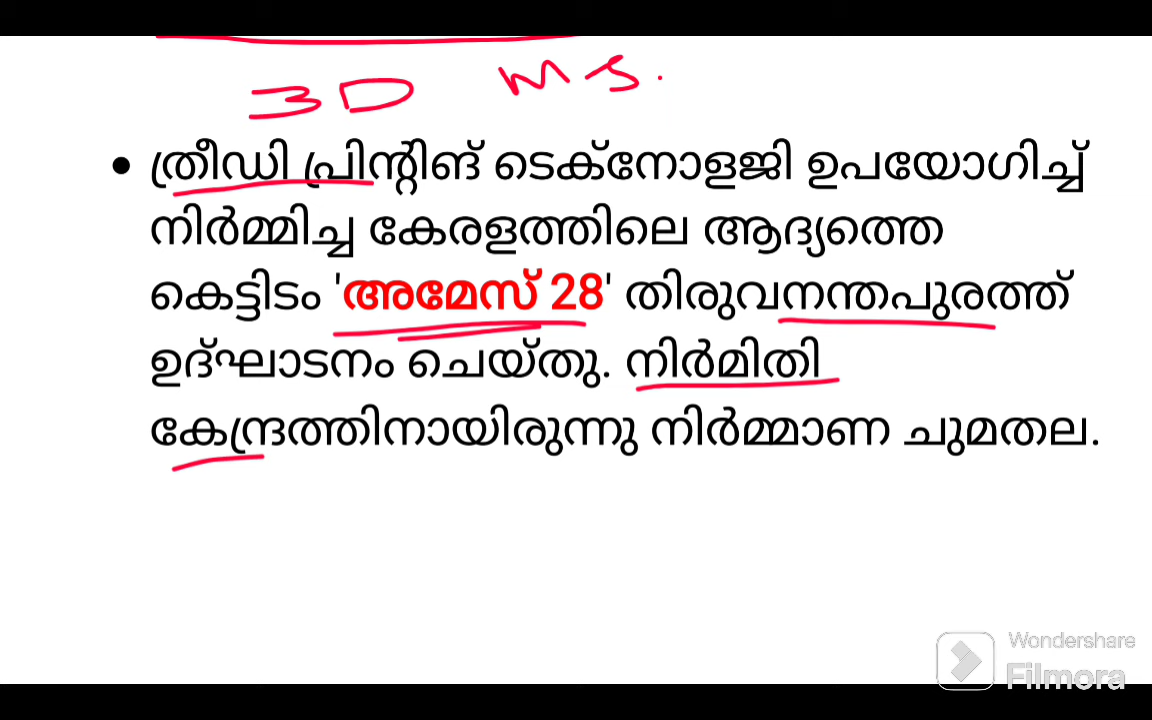 3D MS.
• ത്രീഡി പ്രിന്റിങ് ടെക്നോളജി ഉപയോഗിച്ച്
നിർമ്മിച്ച കേരളത്തിലെ ആദ്യത്തെ
കെട്ടിടം 'അമേസ് 28' തിരുവനന്തപുരത്ത്
ഉദ്ഘാടനം ചെയ്തു. നിർമിതി
കേന്ദ്രത്തിനായിരുന്നു നിർമ്മാണ ചുമതല.
Wondershare
Filmora